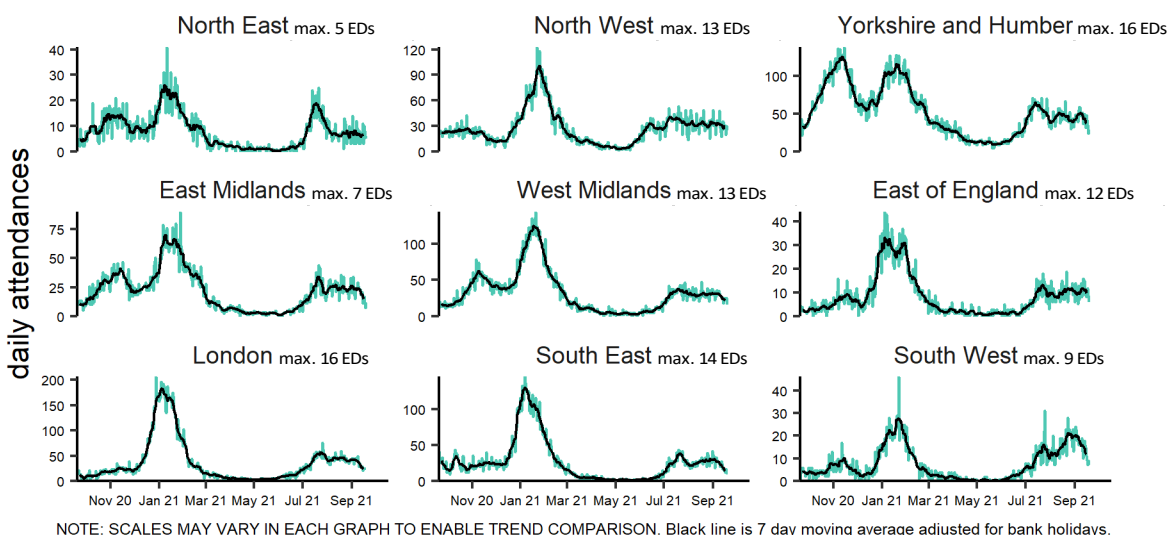 North East max. 5 EDs
North West max. 13 EDs
Yorkshire and Humber max. 16 EDs
40
30
20
10
0
120
90
60
30
0
100
50
0
daily attendances
East Midlands max. 7 EDs
West Midlands max. 13 EDs
East of England max. 12 EDs
75
50
25
0
100
50
0
40
30
20
10
0
London max. 16 EDs
South East max. 14 EDs
South West max. 9 EDs
200
150
100
50
0
100
50
0
40
30
20
10
0
Nov 20 Jan 21 Mar 21 May 21 Jul 21 Sep 21
Nov 20 Jan 21 Mar 21 May 21 Jul 21 Sep 21
Nov 20 Jan 21 Mar 21 May 21 Jul 21 Sep 21
NOTE: SCALES MAY VARY IN EACH GRAPH TO ENABLE TREND COMPARISON. Black line is 7 day moving average adjusted for bank holidays.